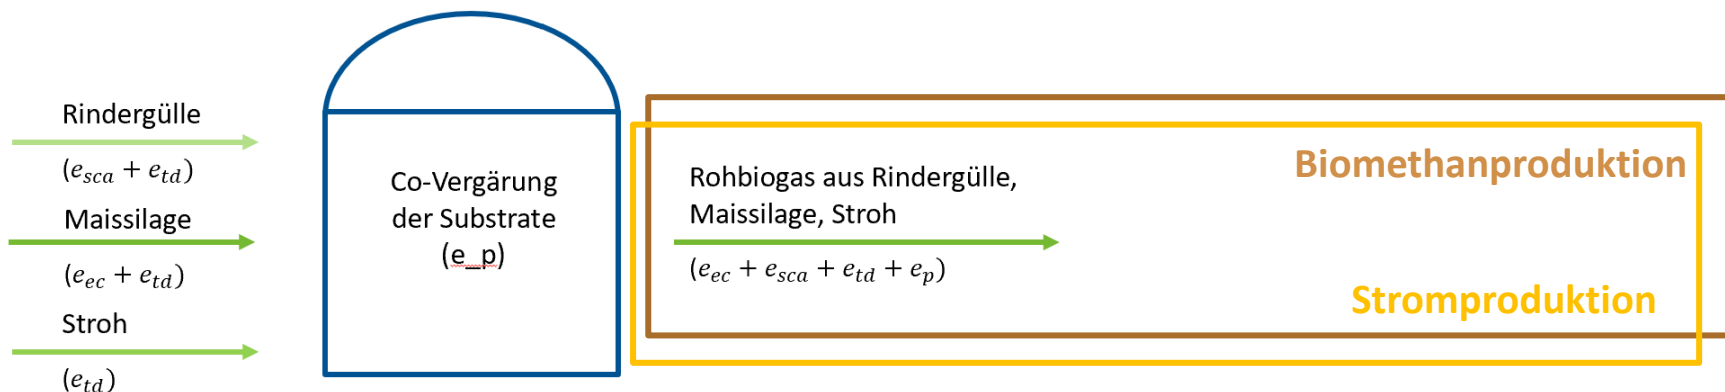 Rindergülle
(e_sca + e_td)
Maissilage
(e_ec + e_td)
Stroh
(e_td)
Co-Vergärung
der Substrate
(e_p)
Rohbiogas aus Rindergülle,
Maissilage, Stroh
(e_ec + e_sca + e_td + e_p)
Biomethanproduktion
Stromproduktion